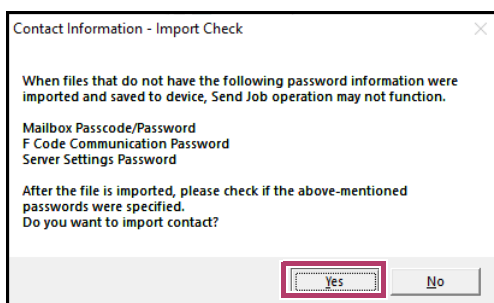 Contact Information - Import Check
When files that do not have the following password information were
imported and saved to device, Send Job operation may not function.
Mailbox Passcode/Password
F Code Communication Password
Server Settings Password
After the file is imported, please check if the above-mentioned
passwords were specified.
Do you want to import contact?
Yes No